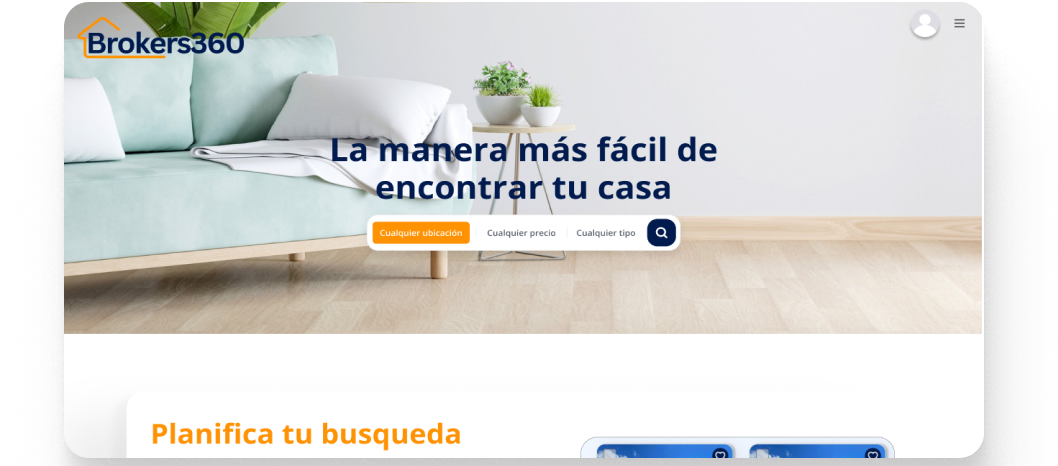 Brokers360
La manera más fácil de
encontrar tu casa
Cualquier ubicación
Cualquier precio
Cualquier tipo
Planifica tu busqueda